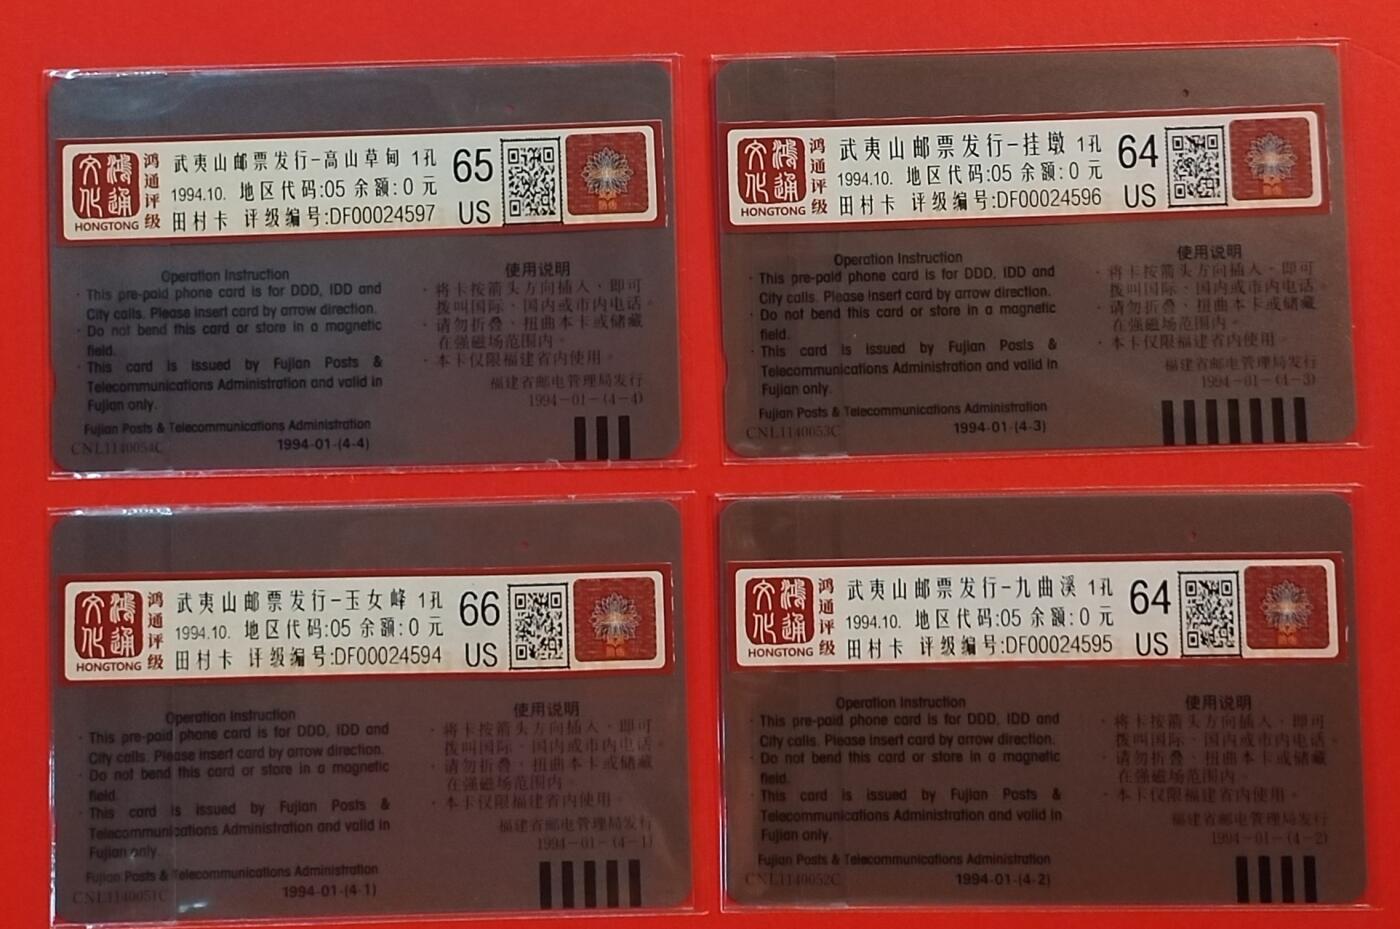 文化
鸿通
HONGTONG
鸿通评级
武夷山邮票发行-高山草甸 1孔
1994.10. 地区代码:05 余额:0 元
田村卡 评级编号:DF00024597
65
US
Operation Instruction
· This pre-paid phone card is for DDD, IDD and
City calls. Please insert card by arrow direction.
· Do not bend this card or store in a magnetic
field.
· This card is issued by Fujian Posts &
Telecommunications Administration and valid in
Fujian only.
Fujian Posts & Telecommunications Administration
CNL1140054C
1994-01-(4-4)
使用说明
· 将卡按箭头方向插入、即可
拨叫国际、国内或市内电话。
· 请勿折叠、扭曲本卡或储藏
在强磁场范围内。
· 本卡仅限福建省内使用。
福建省邮电管理局发行
1994-01-(4-4)
文化
鸿通
HONGTONG
鸿通评级
武夷山邮票发行-挂墩 1孔
1994.10. 地区代码:05 余额:0 元
田村卡 评级编号:DF00024596
64
US
Operation Instruction
· This pre-paid phone card is for DDD, IDD and
City calls. Please insert card by arrow direction.
· Do not bend this card or store in a magnetic
field.
· This card is issued by Fujian Posts &
Telecommunications Administration and valid in
Fujian only.
Fujian Posts & Telecommunications Administration
CNL1140053C
1994-01-(4-3)
使用说明
· 将卡按箭头方向插入、即可
拨叫国际、国内或市内电话。
· 请勿折叠、扭曲本卡或储藏
在强磁场范围内。
· 本卡仅限福建省内使用。
福建省邮电管理局发行
1994-01-(4-3)
文化
鸿通
HONGTONG
鸿通评级
武夷山邮票发行-玉女峰 1孔
1994.10. 地区代码:05 余额:0 元
田村卡 评级编号:DF00024594
66
US
Operation Instruction
· This pre-paid phone card is for DDD, IDD and
City calls. Please insert card by arrow direction.
· Do not bend this card or store in a magnetic
field.
· This card is issued by Fujian Posts &
Telecommunications Administration and valid in
Fujian only.
Fujian Posts & Telecommunications Administration
CNL1140051C
1994-01-(4-1)
使用说明
· 将卡按箭头方向插入、即可
拨叫国际、国内或市内电话。
· 请勿折叠、扭曲本卡或储藏
在强磁场范围内。
· 本卡仅限福建省内使用。
福建省邮电管理局发行
1994-01-(4-1)
文化
鸿通
HONGTONG
鸿通评级
武夷山邮票发行-九曲溪 1孔
1994.10. 地区代码:05 余额:0 元
田村卡 评级编号:DF00024595
64
US
Operation Instruction
· This pre-paid phone card is for DDD, IDD and
City calls. Please insert card by arrow direction.
· Do not bend this card or store in a magnetic
field.
· This card is issued by Fujian Posts &
Telecommunications Administration and valid in
Fujian only.
Fujian Posts & Telecommunications Administration
CNL1140052C
1994-01-(4-2)
使用说明
· 将卡按箭头方向插入、即可
拨叫国际、国内或市内电话。
· 请勿折叠、扭曲本卡或储藏
在强磁场范围内。
· 本卡仅限福建省内使用。
福建省邮电管理局发行
1994-01-(4-2)